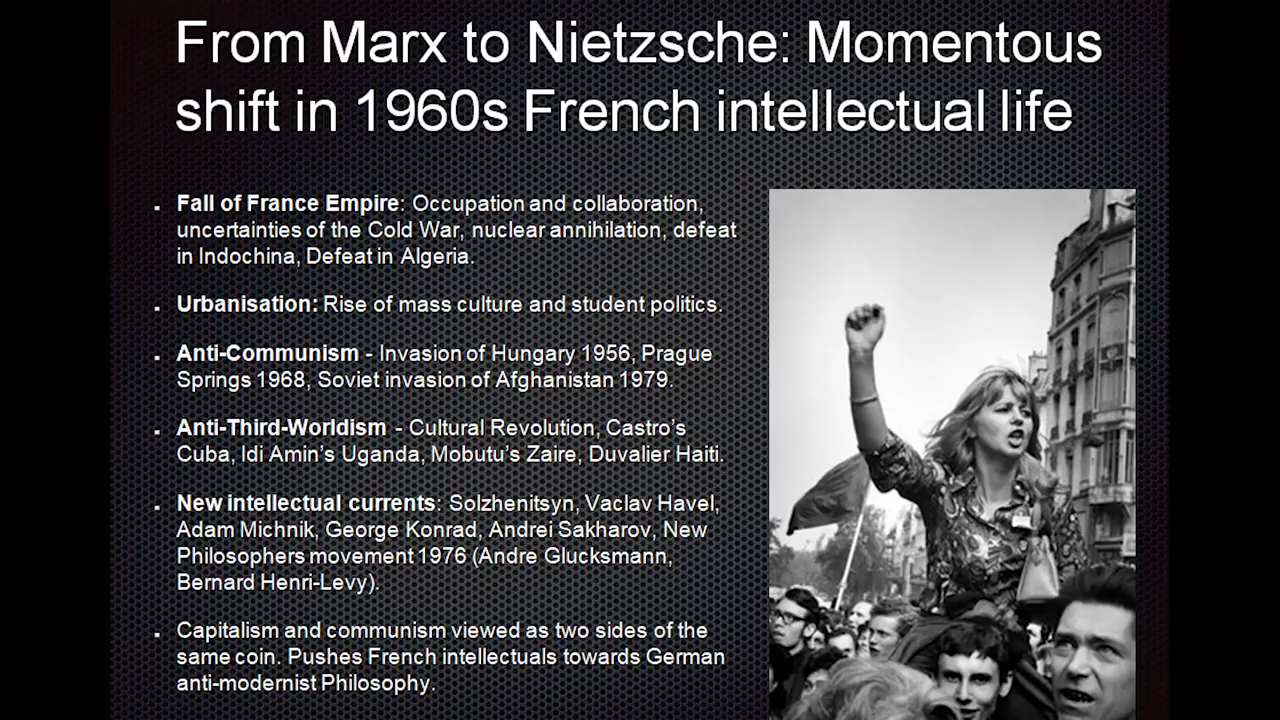 From Marx to Nietzsche: Momentous
shift in 1960s French intellectual life
▪ Fall of France Empire: Occupation and collaboration,
uncertainties of the Cold War, nuclear annihilation, defeat
in Indochina, Defeat in Algeria.
▪ Urbanisation: Rise of mass culture and student politics.
▪ Anti-Communism - Invasion of Hungary 1956, Prague
Springs 1968, Soviet invasion of Afghanistan 1979.
▪ Anti-Third-Worldism - Cultural Revolution, Castro's
Cuba, Idi Amin's Uganda, Mobutu's Zaire, Duvalier Haiti.
▪ New intellectual currents: Solzhenitsyn, Vaclav Havel,
Adam Michnik, George Konrad, Andrei Sakharov, New
Philosophers movement 1976 (Andre Glucksmann,
Bernard Henri-Levy).
▪ Capitalism and communism viewed as two sides of the
same coin. Pushes French intellectuals towards German
anti-modernist Philosophy.